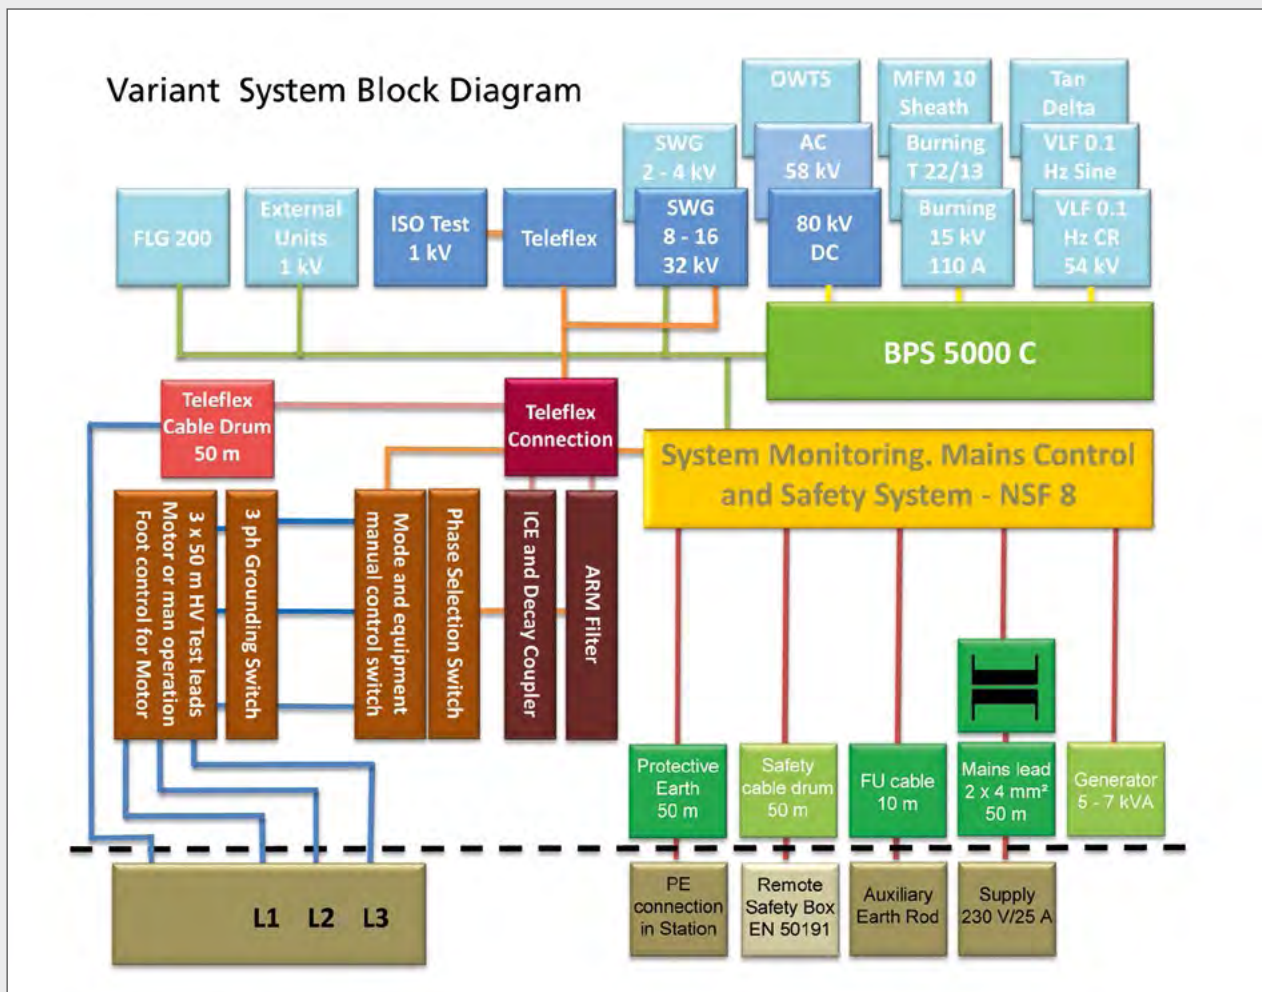 Variant System Block Diagram
OWTS
MFM 10
Sheath
Tan
Delta
SWG
2 - 4 kV
AC
58 kV
Burning
T 22/13
VLF 0.1
Hz Sine
FLG 200
External
Units
1 kV
ISO Test
1 kV
Teleflex
SWG
8 - 16
32 kV
80 kV
DC
Burning
15 kV
110 A
VLF 0.1
Hz CR
54 kV
BPS 5000 C
Teleflex
Cable Drum
50 m
Teleflex
Connection
System Monitoring. Mains Control
and Safety System - NSF 8
3 x 50 m HV Test leads
Motor or man operation
Foot control for Motor
3 ph Grounding Switch
Mode and equipment
manual control switch
Phase Selection Switch
ICE and Decay Coupler
ARM Filter
Protective
Earth
50 m
Safety
cable drum
50 m
FU cable
10 m
Mains lead
2 x 4 mm²
50 m
Generator
5 - 7 kVA
L1 L2 L3
PE
connection
in Station
Remote
Safety Box
EN 50191
Auxiliary
Earth Rod
Supply
230 V/25 A